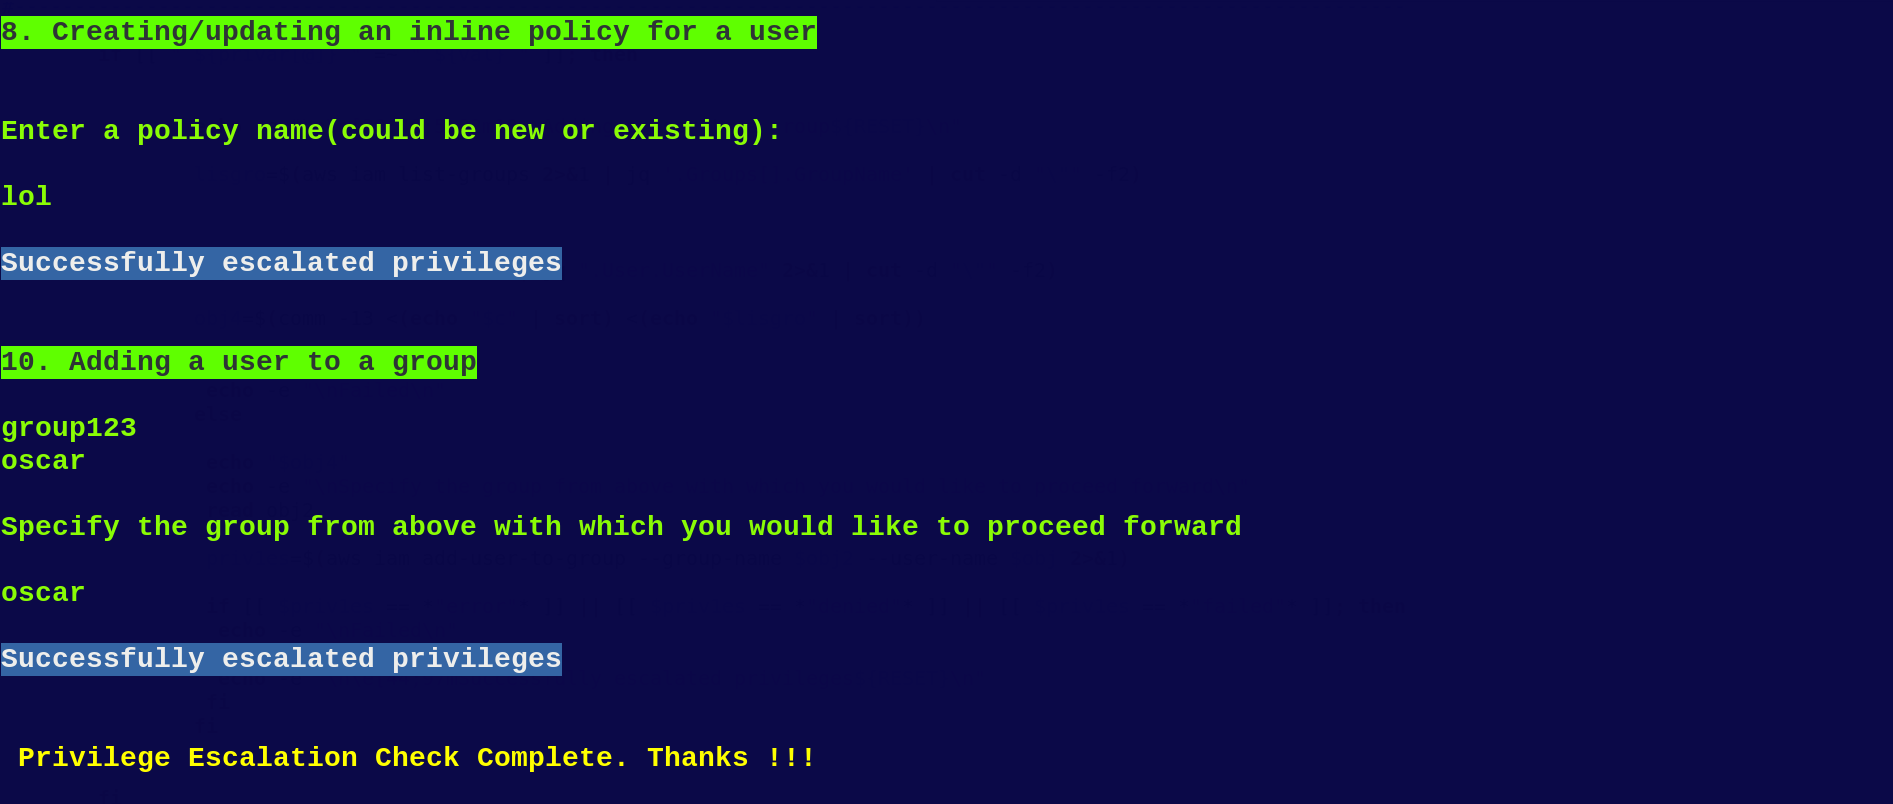 8. Creating/updating an inline policy for a user
Enter a policy name(could be new or existing):
lol
Successfully escalated privileges
10. Adding a user to a group
group123
oscar
Specify the group from above with which you would like to proceed forward
oscar
Successfully escalated privileges
Privilege Escalation Check Complete. Thanks !!!